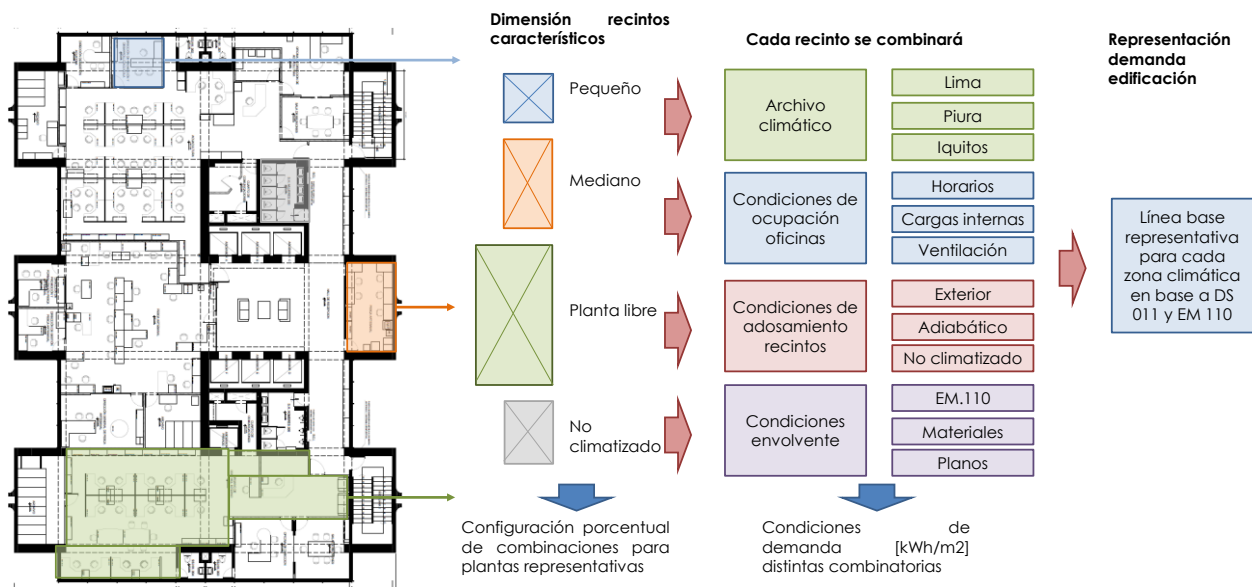 Dimensión recintos
característicos
Pequeño
Mediano
Planta libre
No
climatizado
Configuración porcentual
de combinaciones para
plantas representativas
Cada recinto se combinará
Archivo
climático
Lima
Piura
Iquitos
Condiciones de
ocupación
oficinas
Horarios
Cargas internas
Ventilación
Condiciones de
adosamiento
recintos
Exterior
Adiabático
No climatizado
Condiciones
envolvente
EM.110
Materiales
Planos
Condiciones de
demanda [kWh/m2]
distintas combinatorias
Representación
demanda
edificación
Línea base
representativa
para cada
zona climática
en base a DS
011 y EM 110